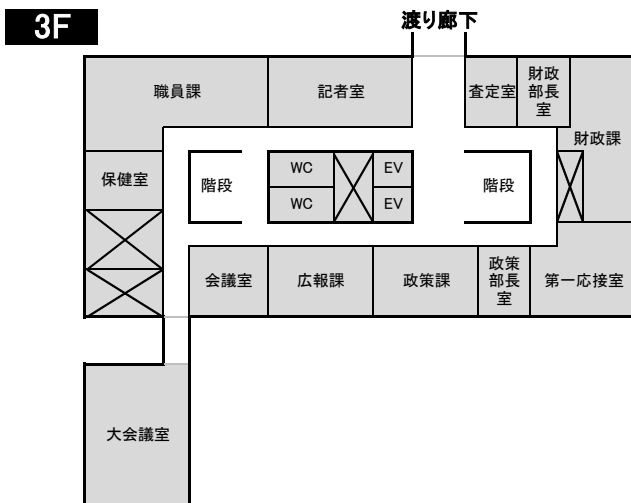 3F
渡り廊下
職員課
記者室
査定室
財政
部長
室
財政課
保健室
階段
WC
EV
階段
WC
EV
会議室
広報課
政策課
政策
部長
室
第一応接室
大会議室